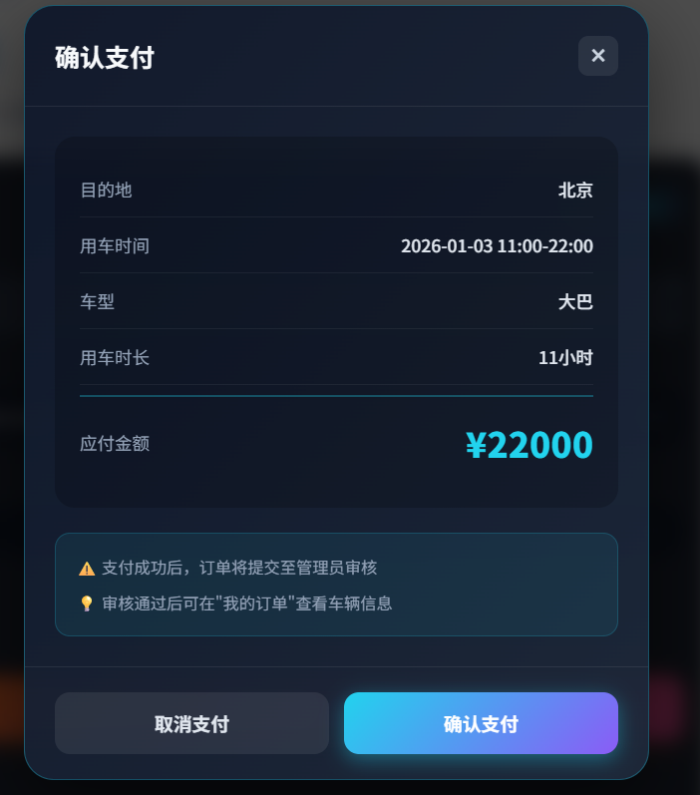 确认支付
目的地 北京
用车时间 2026-01-03 11:00-22:00
车型 大巴
用车时长 11小时
应付金额 ¥22000
支付成功后，订单将提交至管理员审核
审核通过后可在"我的订单"查看车辆信息
取消支付 确认支付